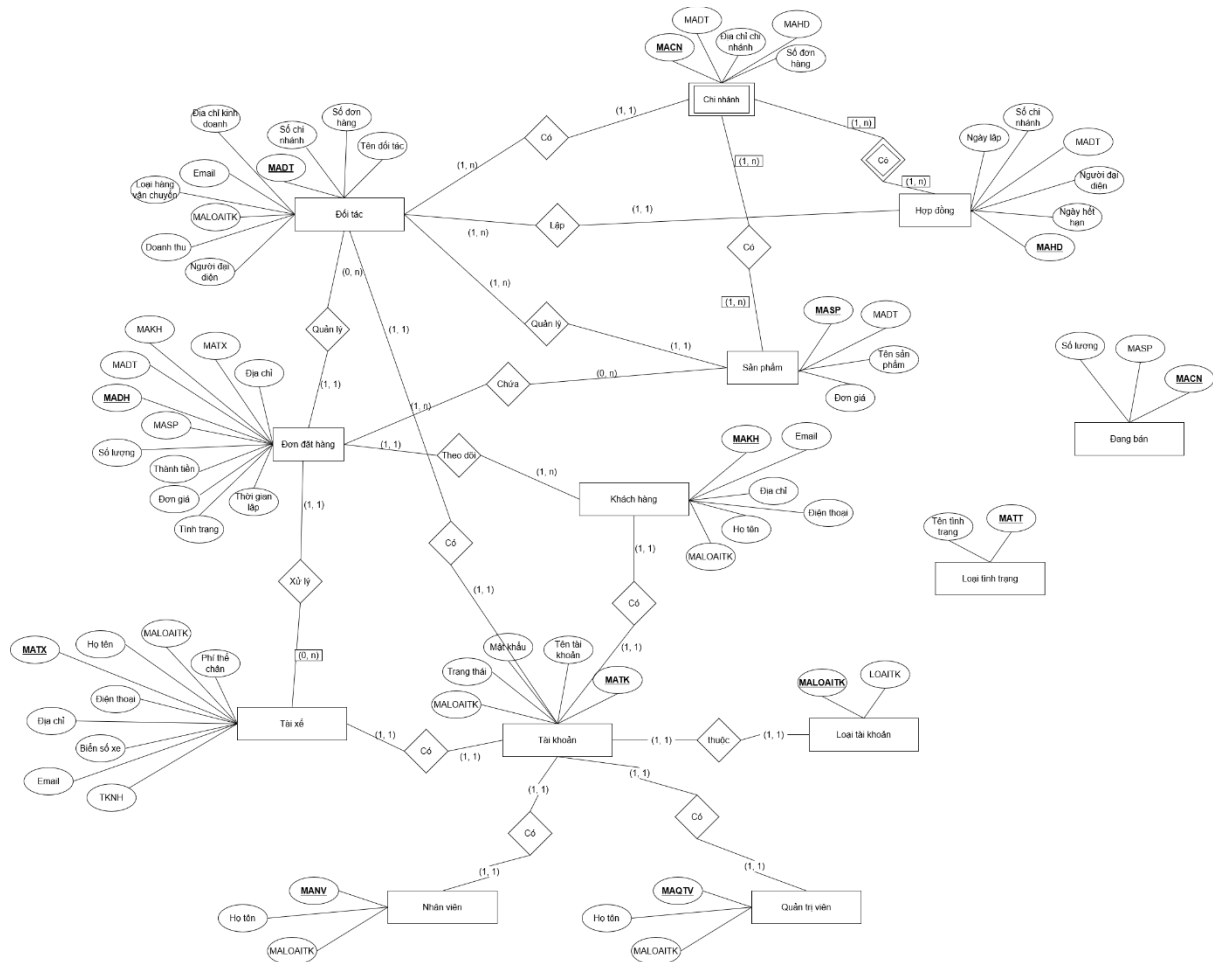 MADT
MAHD
MACN
Địa chỉ chi
nhánh
Số đơn
hàng
Chi nhánh
(1, 1)
(1, n)
(1, n)
Có
(1, n)
Có
(1, n)
Địa chỉ kinh
doanh
Số chi
nhánh
Số đơn
hàng
Tên đối tác
MADT
Email
Loại hàng
vận chuyển
MALOAITK
Doanh thu
Người đại
diện
Đối tác
(1, n)
(1, n)
(1, n)
(0, n)
(1, 1)
Lập
(1, 1)
Có
(1, n)
Ngày lập
Số chi
nhánh
MADT
Người đại
diện
Ngày hết
hạn
MAHD
Hợp đồng
Có
(1, n)
Quản lý
(1, 1)
Quản lý
(1, 1)
MASP
MADT
Tên sản
phẩm
Đơn giá
Sản phẩm
Số lượng
MASP
MACN
Đang bán
MAKH
MATX
Địa chỉ
MADT
MADH
MASP
Số lượng
Thành tiền
Đơn giá
Thời gian
lập
Tình trạng
Đơn đặt hàng
(1, n)
Chứa
(0, n)
(1, 1)
Theo dõi
(1, n)
(1, 1)
Xử lý
(0, n)
MAKH
Email
Địa chỉ
Điện thoại
Họ tên
MALOAITK
Khách hàng
(1, 1)
Có
(1, 1)
Có
(1, 1)
Tên tình
trạng
MATT
Loại tình trạng
MATX
Họ tên
MALOAITK
Phí thế
chân
Điện thoại
Địa chỉ
Biển số xe
Email
TKNH
Tài xế
(1, 1)
Có
(1, 1)
Mật khẩu
Tên tài
khoản
Trạng thái
MATK
MALOAITK
Tài khoản
(1, 1)
thuộc
(1, 1)
MALOAITK
LOAITK
Loại tài khoản
(1, 1)
Có
(1, 1)
(1, 1)
Có
(1, 1)
MANV
Họ tên
MALOAITK
Nhân viên
MAQTV
Họ tên
MALOAITK
Quản trị viên